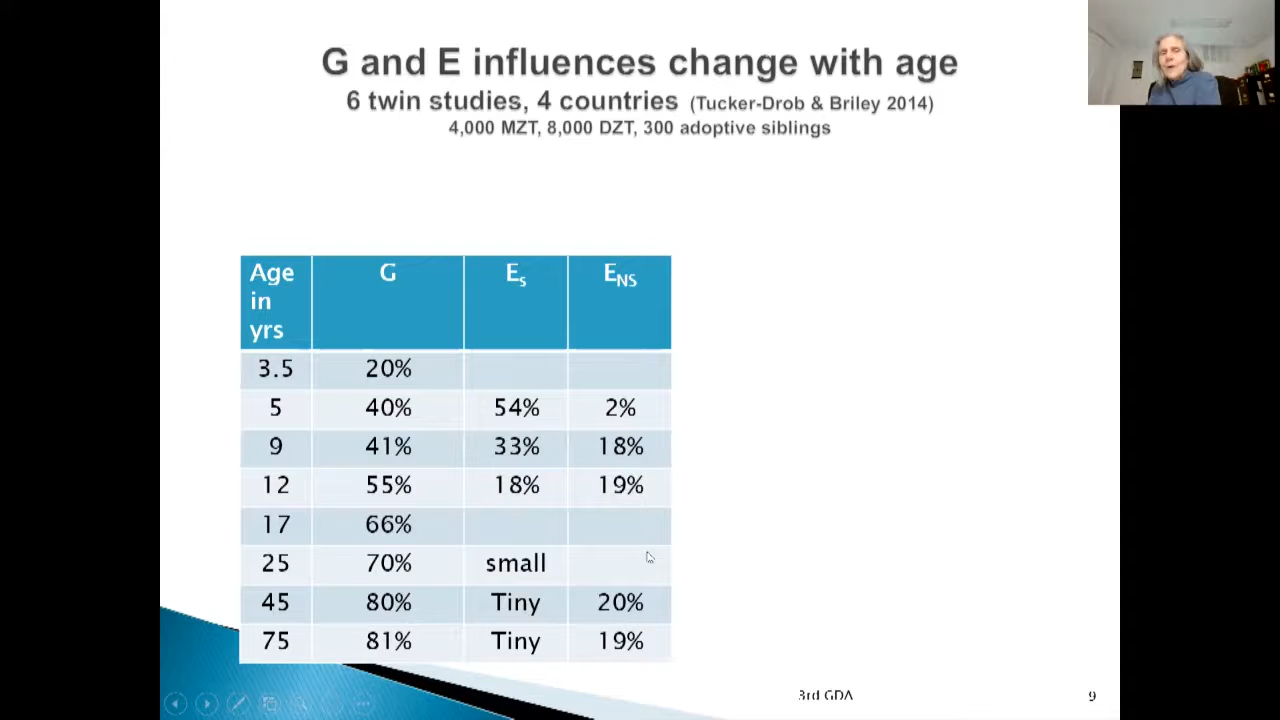 G and E influences change with age
6 twin studies, 4 countries (Tucker-Drob & Briley 2014)
4,000 MZT, 8,000 DZT, 300 adoptive siblings
Age in yrs G Es ENS
3.5 20%
5 40% 54% 2%
9 41% 33% 18%
12 55% 18% 19%
17 66%
25 70% small
45 80% Tiny 20%
75 81% Tiny 19%
3rd GDA 9